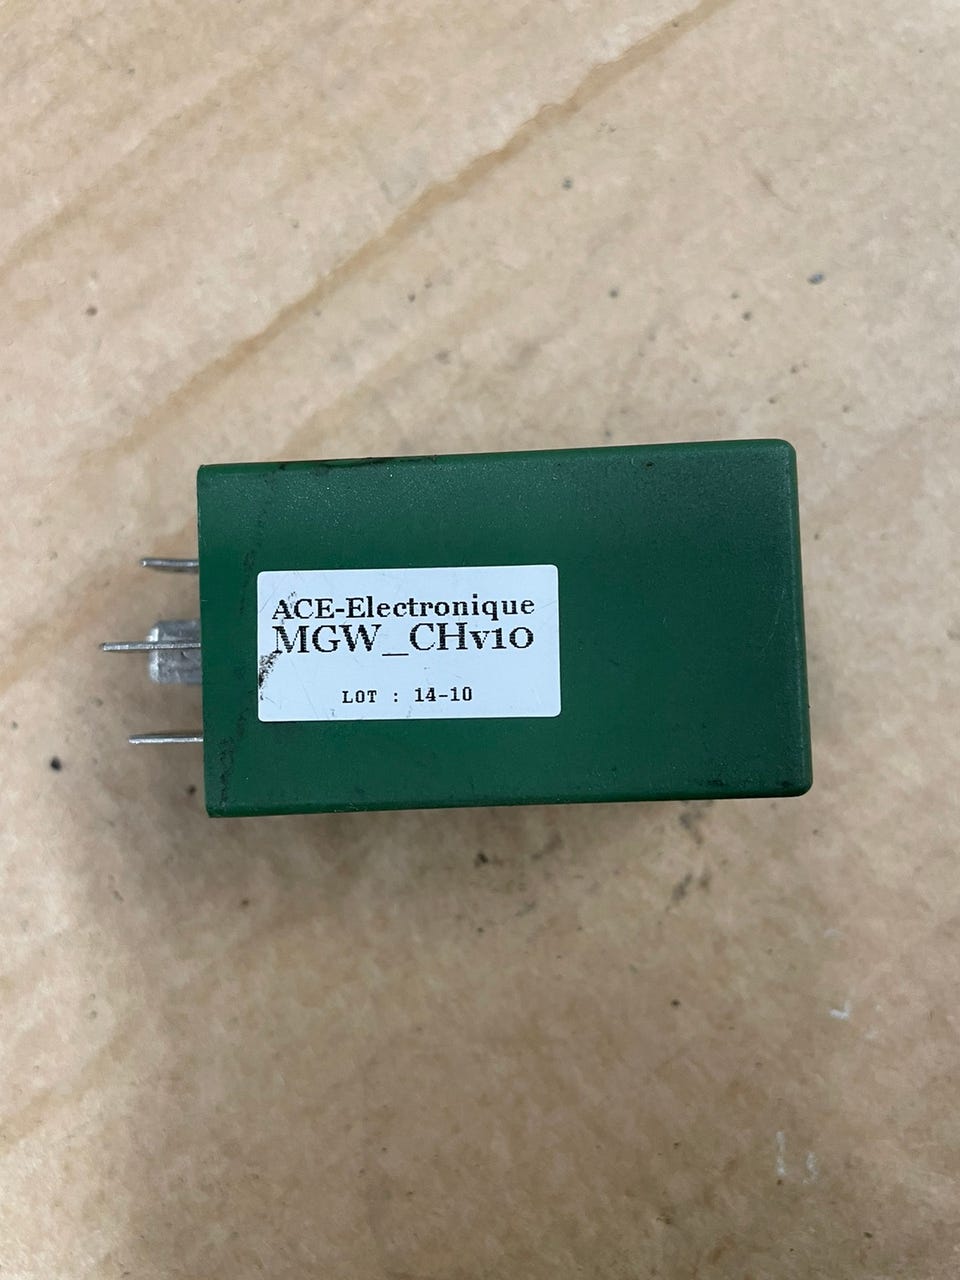 ACE-Electronique
MGW_CHv10
LOT : 14-10